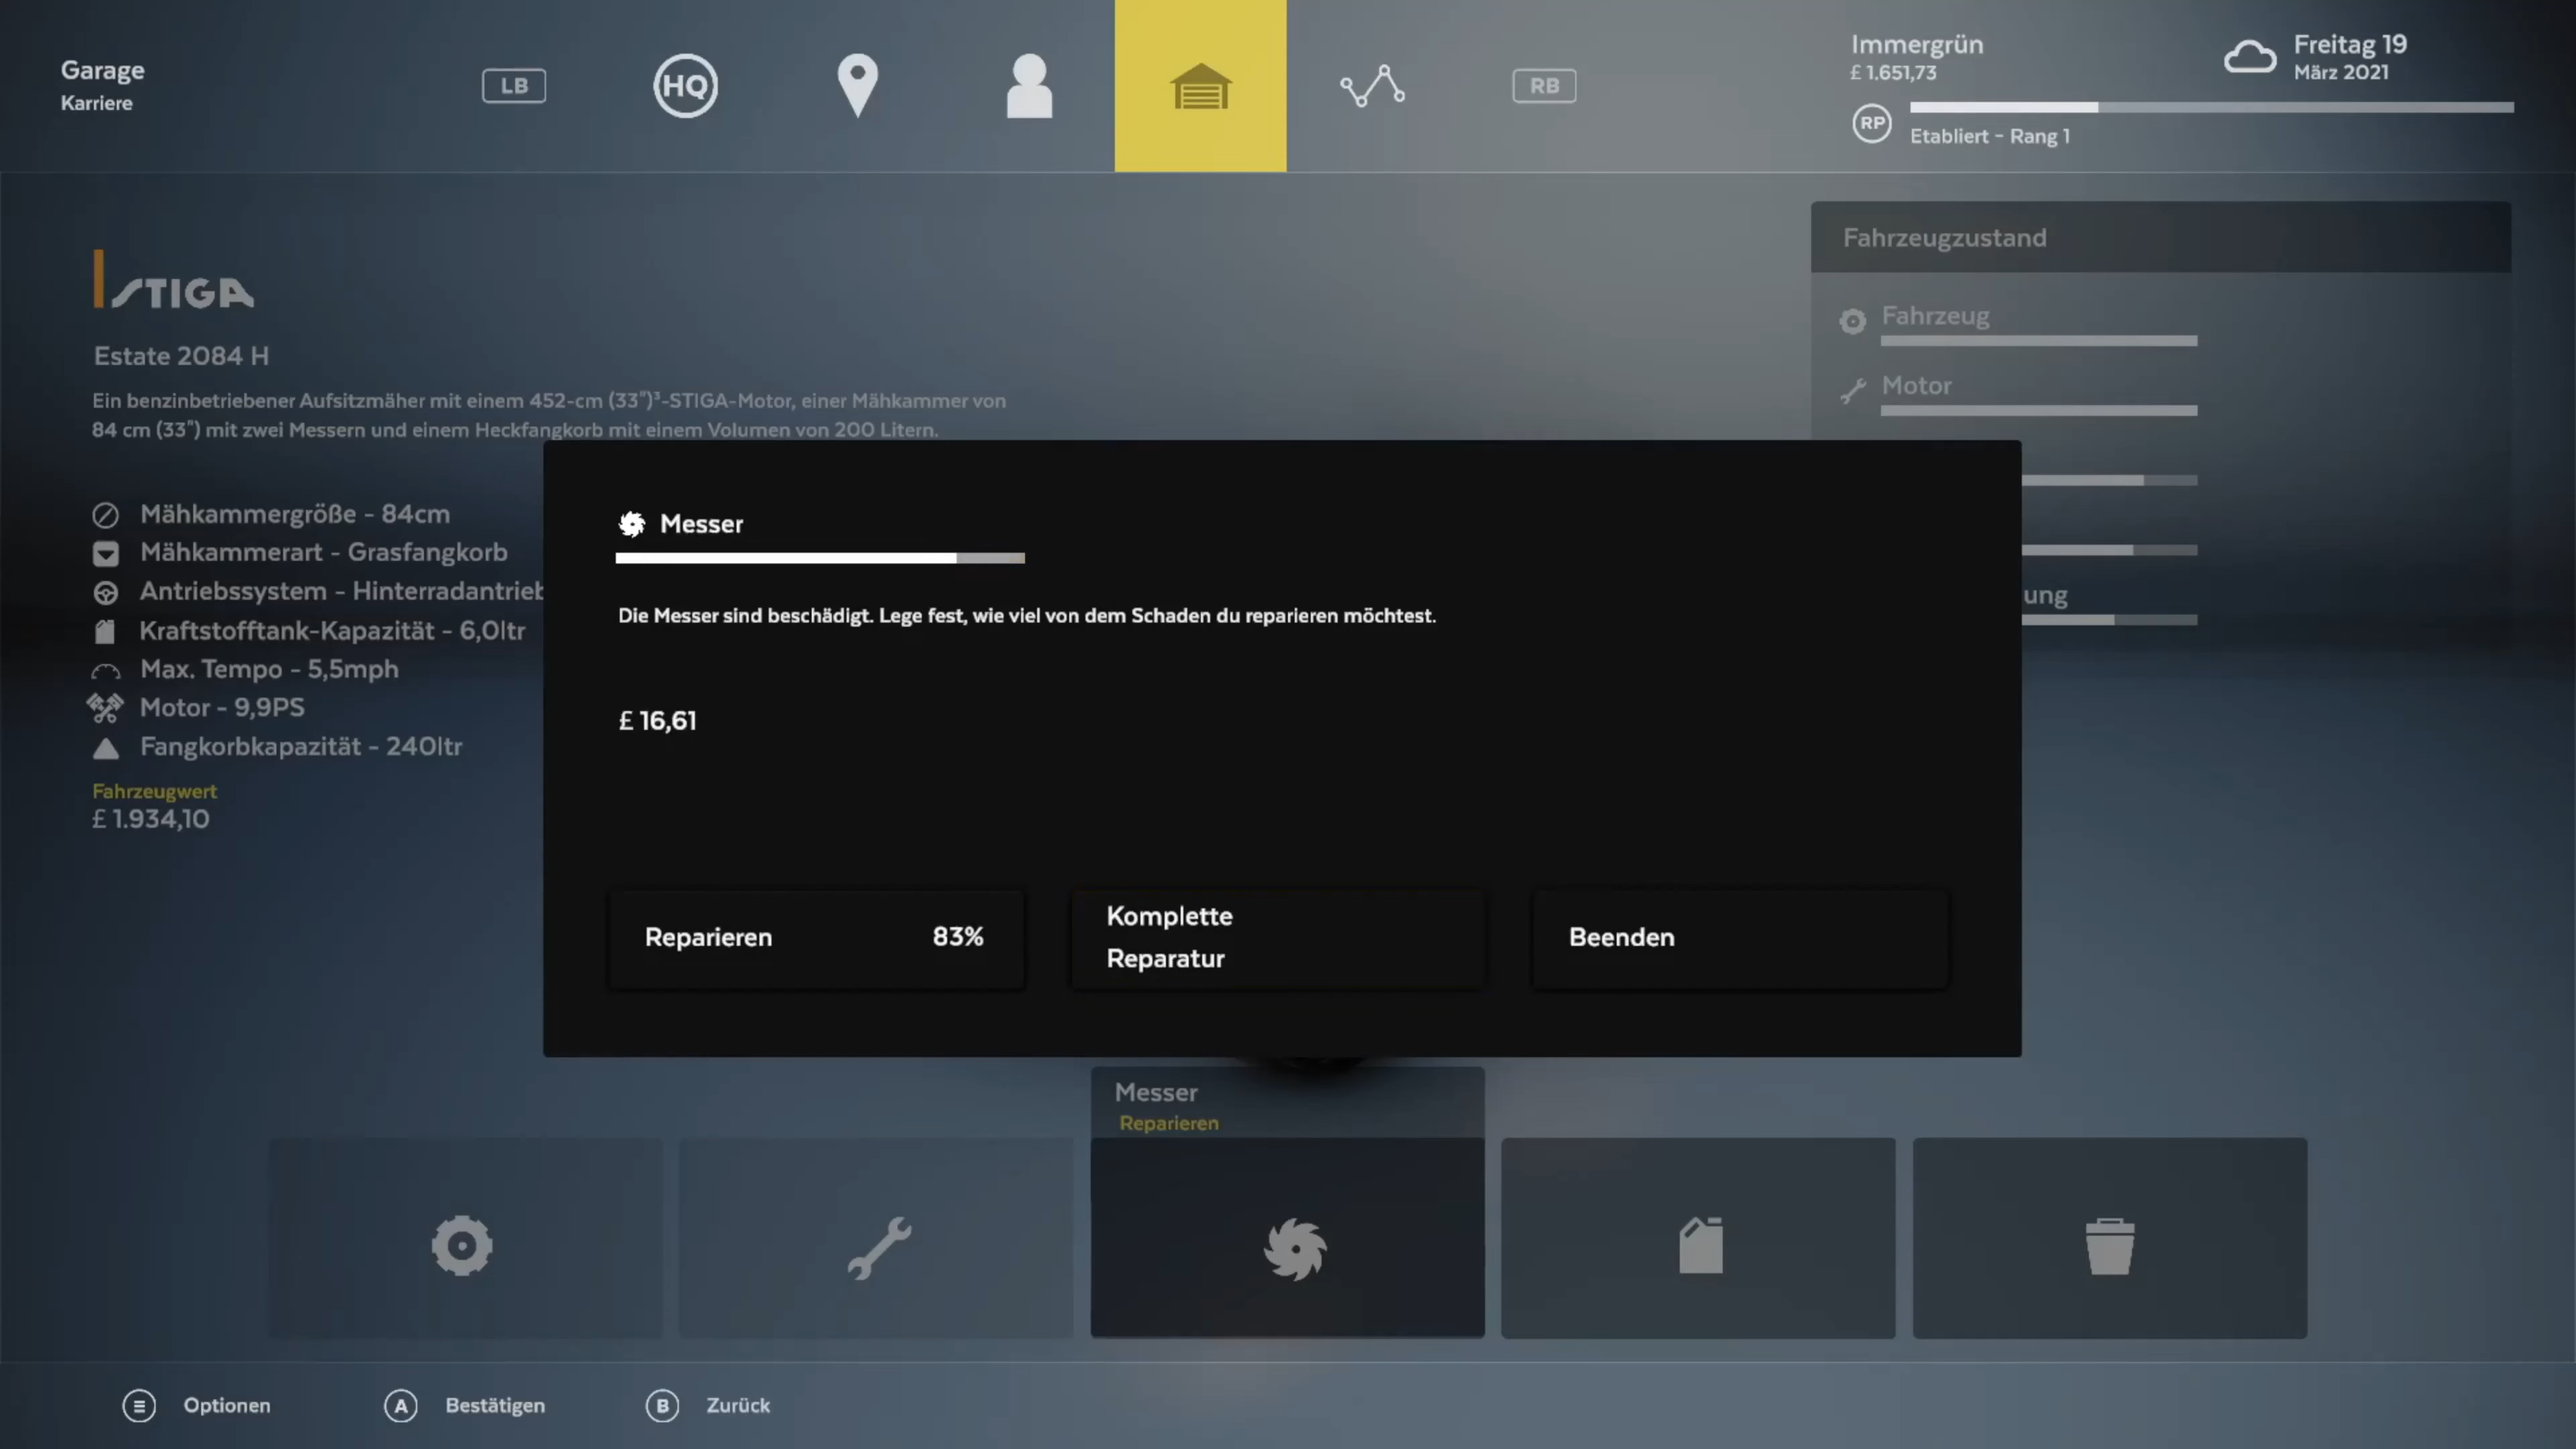 Garage
Karriere
LB
HQ
RB
Immergrün
£ 1.651,73
Freitag 19
März 2021
RP
Etabliert - Rang 1
STIGA
Estate 2084 H
Ein benzinbetriebener Aufsitzmäher mit einem 452-cm (33")³-STIGA-Motor, einer Mähkammer von
84 cm (33") mit zwei Messern und einem Heckfangkorb mit einem Volumen von 200 Litern.
Mähkammergröße - 84cm
Mähkammerart - Grasfangkorb
Antriebssystem - Hinterradantrieb
Kraftstofftank-Kapazität - 6,0ltr
Max. Tempo - 5,5mph
Motor - 9,9PS
Fangkorbkapazität - 240ltr
Fahrzeugwert
£ 1.934,10
Fahrzeugzustand
Fahrzeug
Motor
ung
Messer
Die Messer sind beschädigt. Lege fest, wie viel von dem Schaden du reparieren möchtest.
£ 16,61
Reparieren 83%
Komplette
Reparatur
Beenden
Messer
Reparieren
Optionen
A Bestätigen
B Zurück